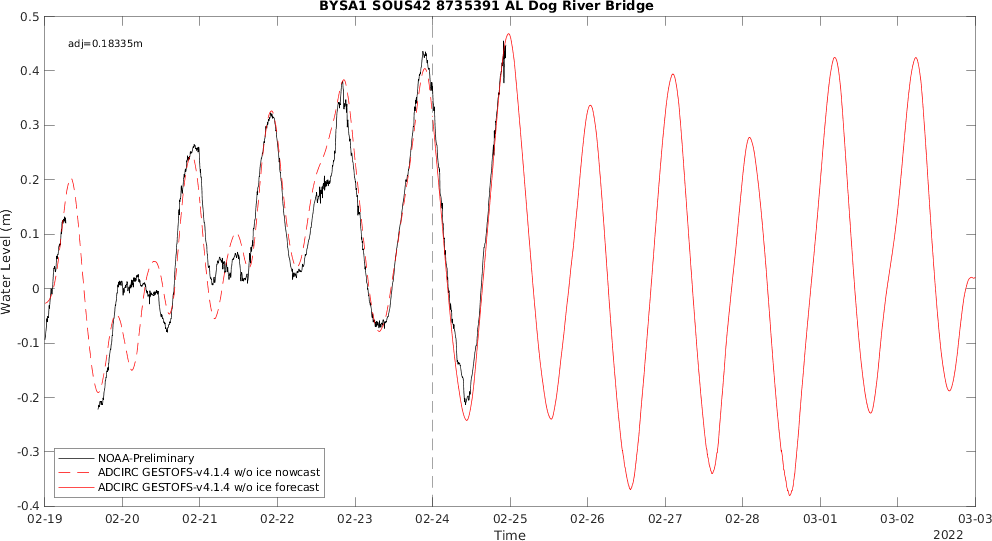 BYSA1 SOUS42 8735391 AL Dog River Bridge
adj=0.18335m
Water Level (m)
0.5
0.4
0.3
0.2
0.1
0
-0.1
-0.2
-0.3
-0.4
NOAA-Preliminary
ADCIRC GESTOFS-v4.1.4 w/o ice nowcast
ADCIRC GESTOFS-v4.1.4 w/o ice forecast
02-19 02-20 02-21 02-22 02-23 02-24 02-25 02-26 02-27 02-28 03-01 03-02 03-03
Time
2022